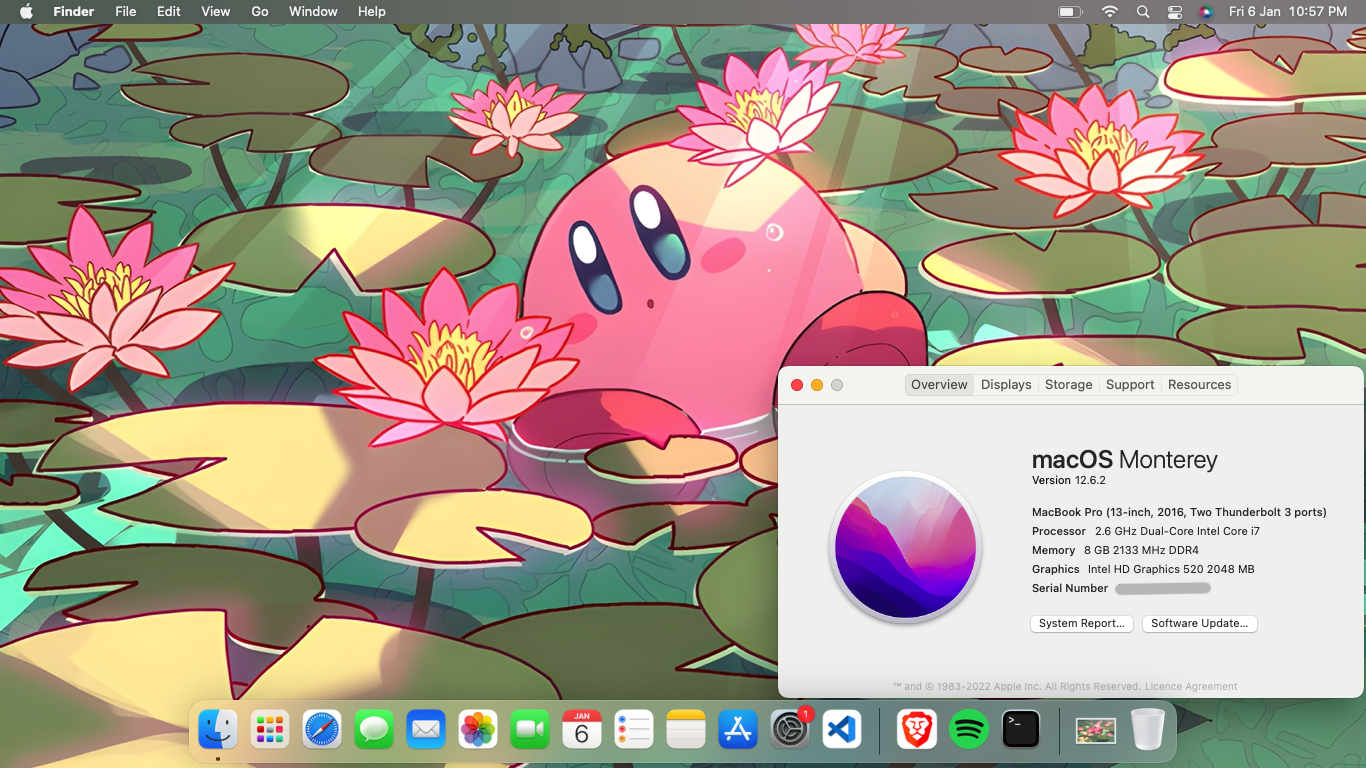 Finder File Edit View Go Window Help Fri 6 Jan 10:57 PM
Overview Displays Storage Support Resources
macOS Monterey
Version 12.6.2
MacBook Pro (13-inch, 2016, Two Thunderbolt 3 ports)
Processor 2.6 GHz Dual-Core Intel Core i7
Memory 8 GB 2133 MHz DDR4
Graphics Intel HD Graphics 520 2048 MB
Serial Number
System Report... Software Update...
™ and © 1983-2022 Apple Inc. All Rights Reserved. Licence Agreement
JAN
6
1
>_